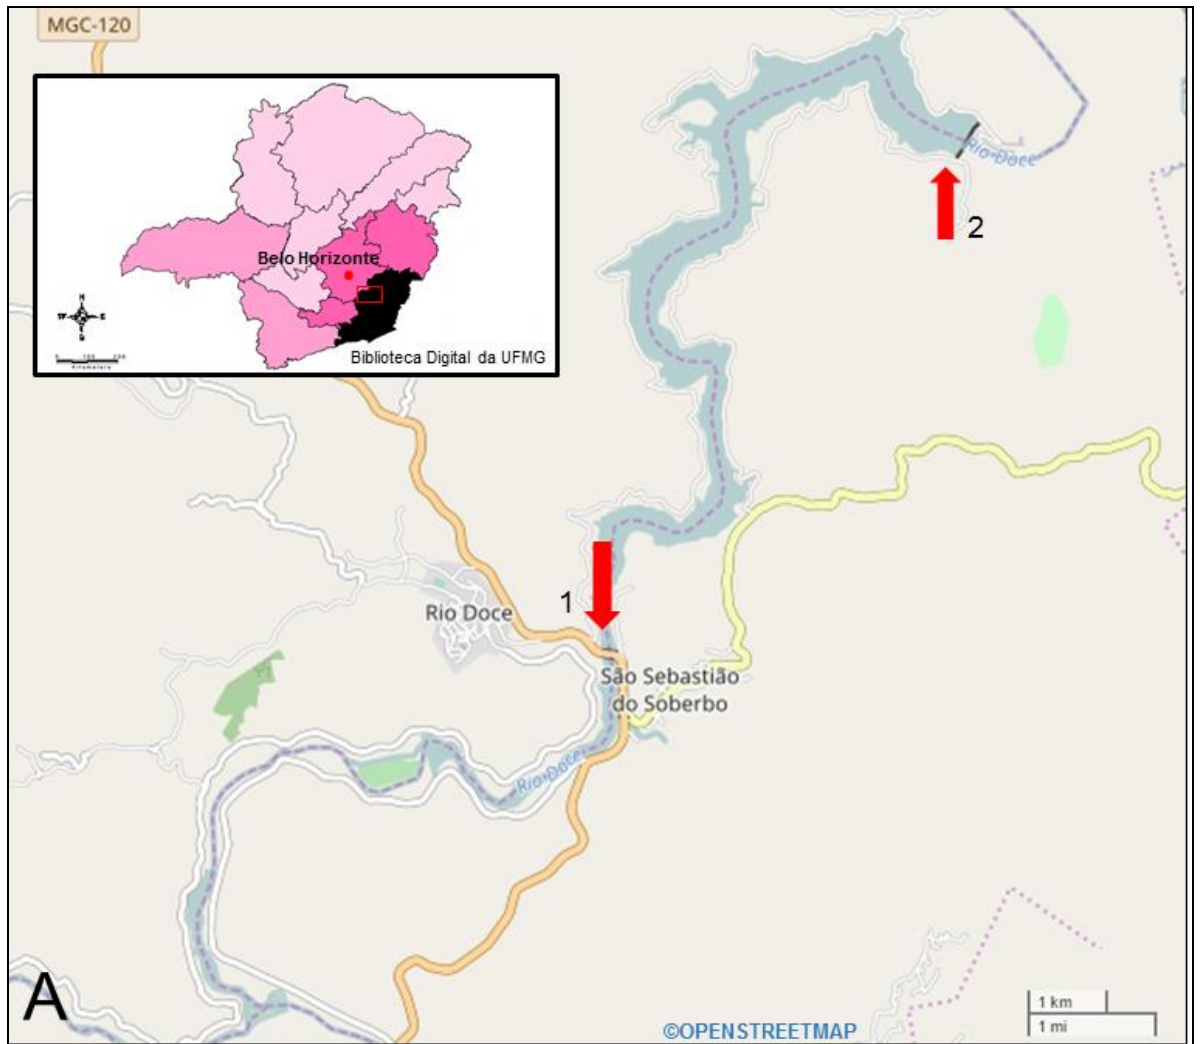 MGC-120
Belo Horizonte
N
E
S
Biblioteca Digital da UFMG
Kilometers
Rio Doce
2
1
Rio Doce
São Sebastião
do Soberbo
Rio Doce
A
1 km
1 mi
©OPENSTREETMAP